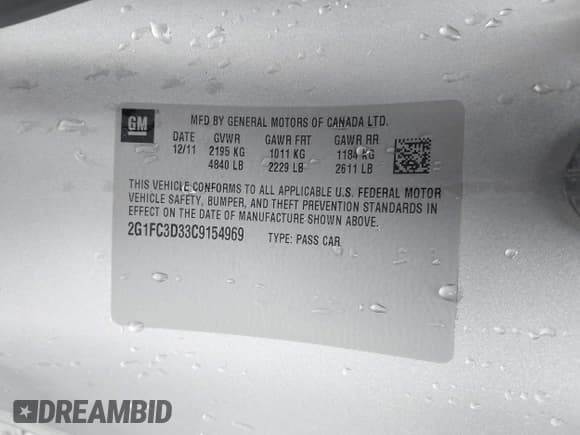 GM
MFD BY GENERAL MOTORS OF CANADA LTD.
DATE GVWR GAWR FRT GAWR RR
12/11 2195 KG 1011 KG 1184 KG
4840 LB 2229 LB 2611 LB
THIS VEHICLE CONFORMS TO ALL APPLICABLE U.S. FEDERAL MOTOR
VEHICLE SAFETY, BUMPER, AND THEFT PREVENTION STANDARDS IN
EFFECT ON THE DATE OF MANUFACTURE SHOWN ABOVE.
2G1FC3D33C9154969 TYPE: PASS CAR
DREAMBID